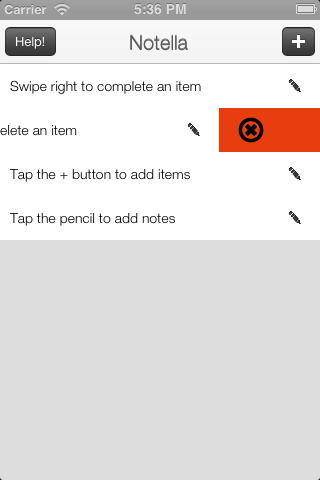 Carrier 5:36 PM
Help! Notella +
Swipe right to complete an item
elete an item
Tap the + button to add items
Tap the pencil to add notes